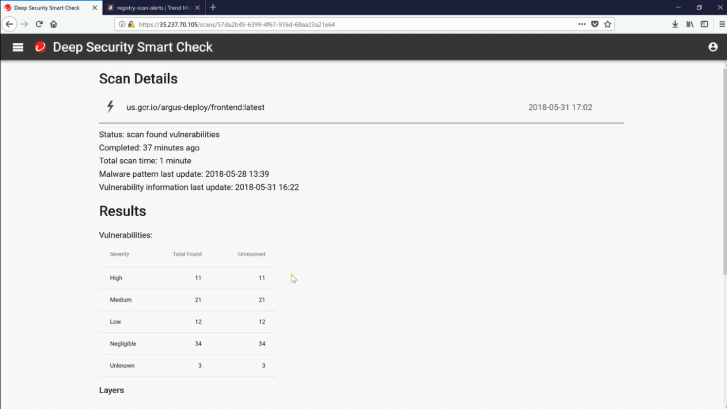 Deep Security Smart Check
registry-scan-alerts | Trend Mi
https://35.237.70.105/scans/57da2b45-6399-4f67-916d-68aa23a21e64
Deep Security Smart Check
Scan Details
us.gcr.io/argus-deploy/frontend:latest 2018-05-31 17:02
Status: scan found vulnerabilities
Completed: 37 minutes ago
Total scan time: 1 minute
Malware pattern last update: 2018-05-28 13:39
Vulnerability information last update: 2018-05-31 16:22
Results
Vulnerabilities:
Severity Total Found Unresolved
High 11 11
Medium 21 21
Low 12 12
Negligible 34 34
Unknown 3 3
Layers